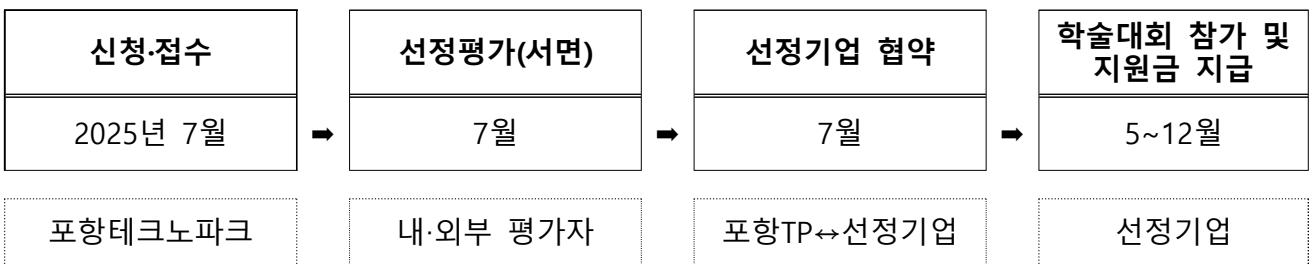 신청·접수
선정평가(서면)
선정기업 협약
학술대회 참가 및
지원금 지급
2025년 7월 ➡ 7월 ➡ 7월 ➡ 5~12월
포항테크노파크
내·외부 평가자
포항TP↔선정기업
선정기업